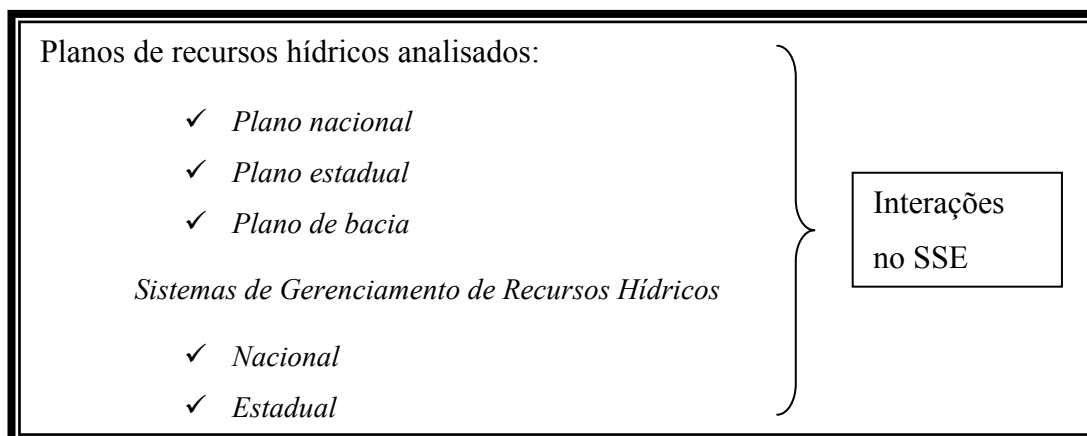 Planos de recursos hídricos analisados:
✓ Plano nacional
✓ Plano estadual
✓ Plano de bacia
Sistemas de Gerenciamento de Recursos Hídricos
✓ Nacional
✓ Estadual
Interações
no SSE